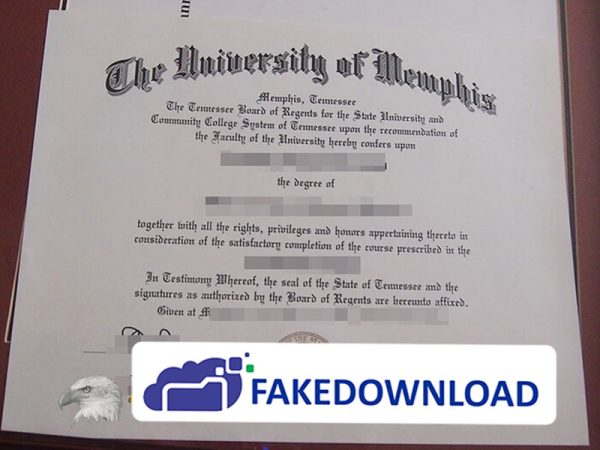 The University of Memphis
Memphis, Tennessee
The Tennessee Board of Regents for the State University and
Community College System of Tennessee upon the recommendation of
the Faculty of the University hereby confers upon
the degree of
together with all the rights, privileges and honors appertaining thereto in
consideration of the satisfactory completion of the course prescribed in the
In Testimony Whereof, the seal of the State of Tennessee and the
signatures as authorized by the Board of Regents are hereunto affixed.
Given at
THE
FAKEDOWNLOAD